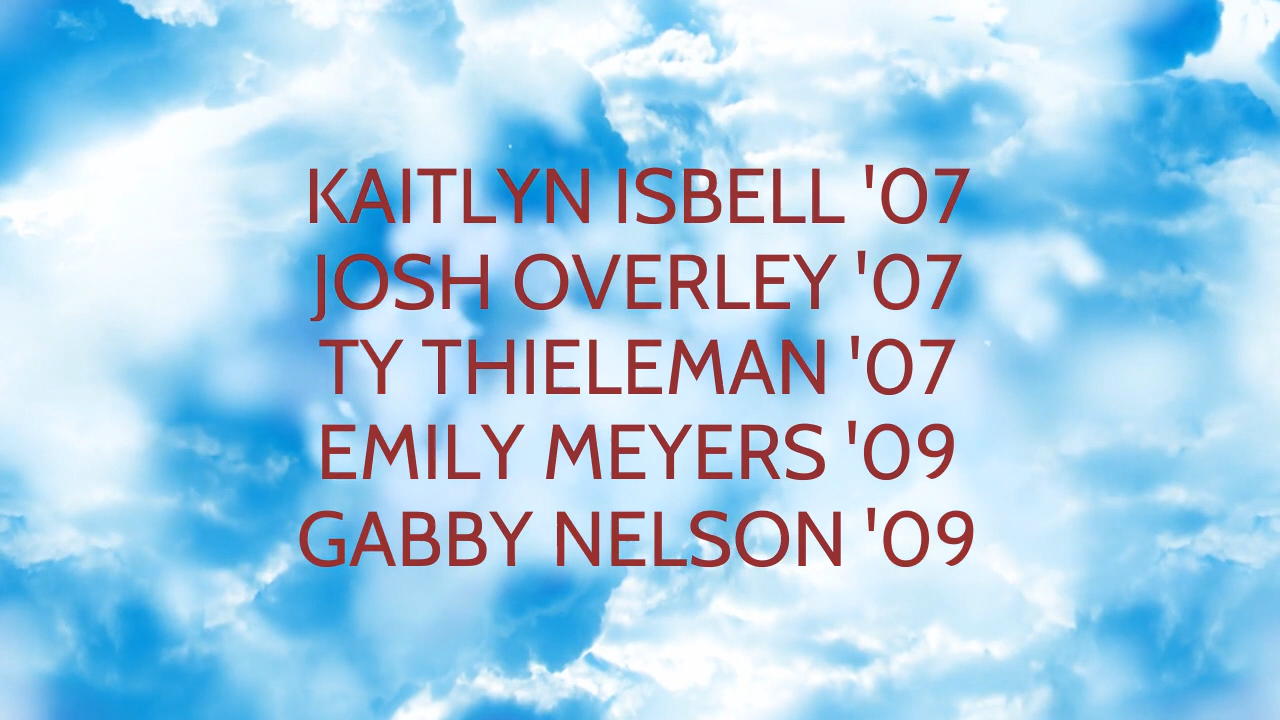 KAITLYN ISBELL '07
JOSH OVERLEY '07
TY THIELEMAN '07
EMILY MEYERS '09
GABBY NELSON '09